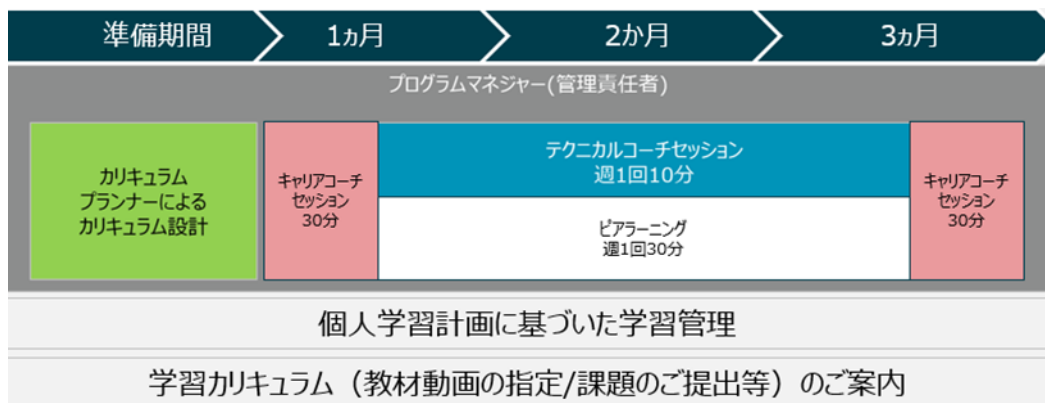 準備期間
1ヵ月
2か月
3ヵ月
プログラムマネジャー(管理責任者)
カリキュラム
プランナーによる
カリキュラム設計
キャリアコーチ
セッション
30分
テクニカルコーチセッション
週1回10分
ピアラーニング
週1回30分
キャリアコーチ
セッション
30分
個人学習計画に基づいた学習管理
学習カリキュラム（教材動画の指定/課題のご提出等）のご案内